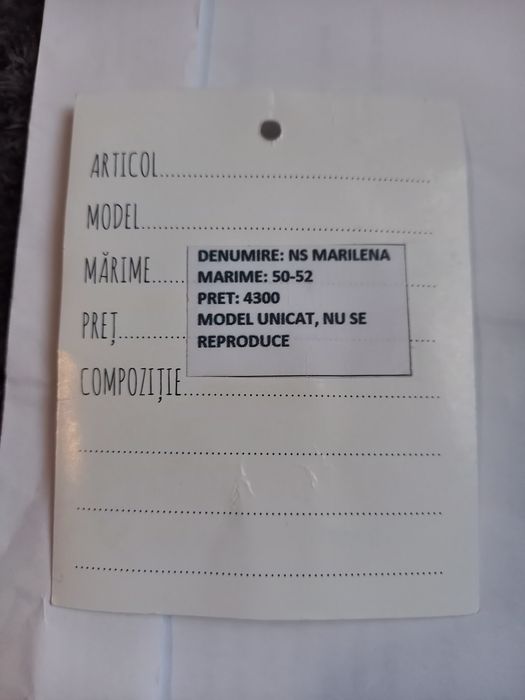 ARTICOL
MODEL
MĂRIME
DENUMIRE: NS MARILENA
MARIME: 50-52
PRET: 4300
MODEL UNICAT, NU SE
REPRODUCE
PREȚ
COMPOZIȚIE